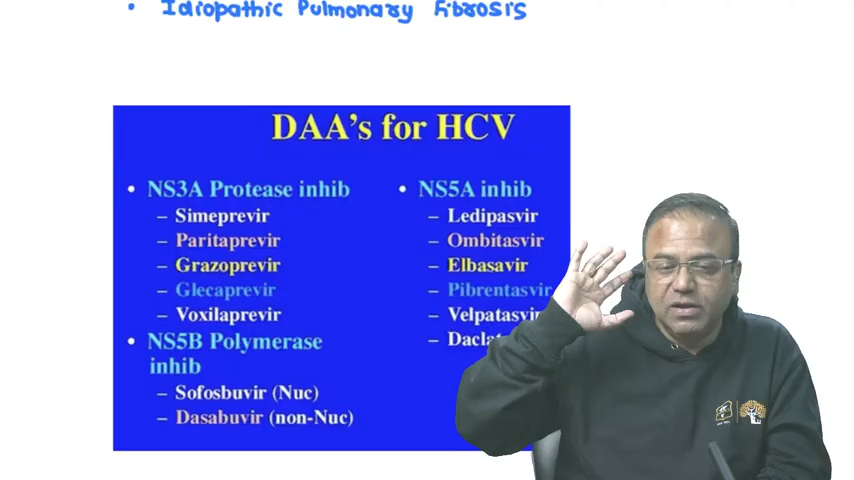 • Idiopathic Pulmonary Fibrosis
DAA's for HCV
• NS3A Protease inhib
– Simeprevir
– Paritaprevir
– Grazoprevir
– Glecaprevir
– Voxilaprevir
• NS5B Polymerase
inhib
– Sofosbuvir (Nuc)
– Dasabuvir (non-Nuc)
• NS5A inhib
– Ledipasvir
– Ombitasvir
– Elbasavir
– Pibrentasvir
– Velpatasvir